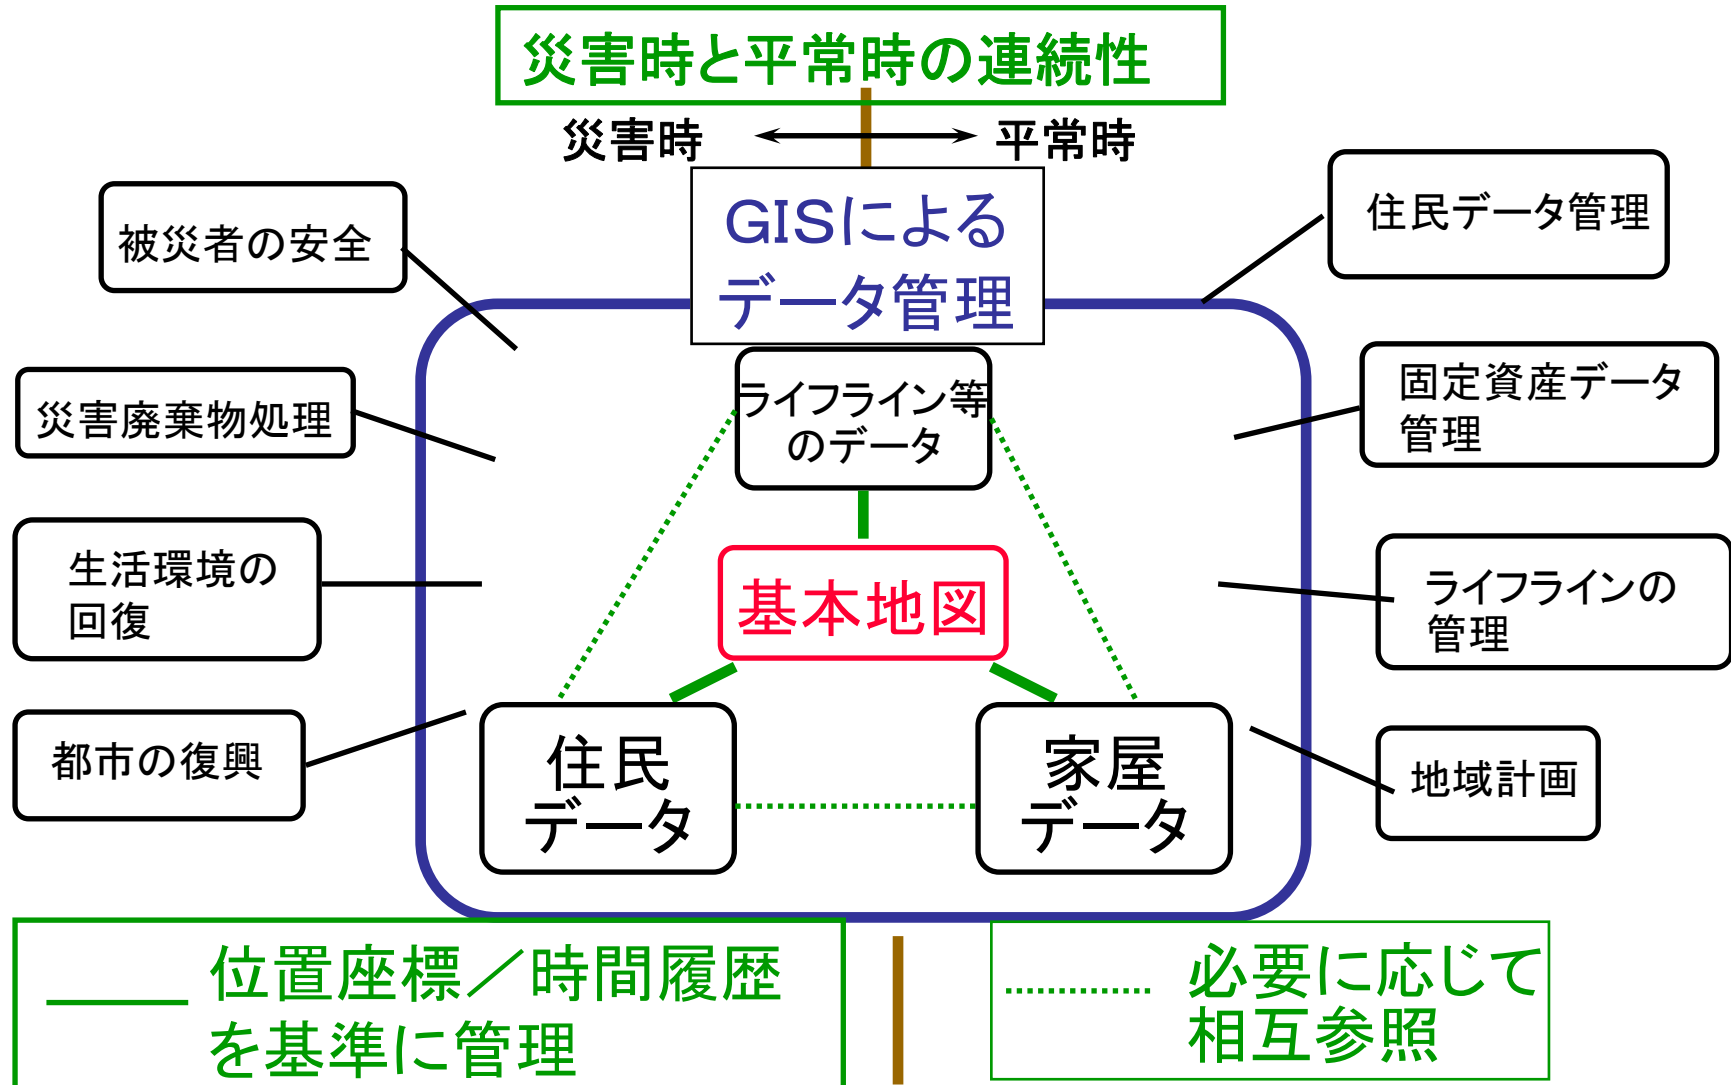 災害時と平常時の連続性
災害時
平常時
GISによる
データ管理
被災者の安全
災害廃棄物処理
生活環境の
回復
都市の復興
ライフライン等
のデータ
基本地図
住民
データ
家屋
データ
住民データ管理
固定資産データ
管理
ライフラインの
管理
地域計画
位置座標／時間履歴
を基準に管理
必要に応じて
相互参照